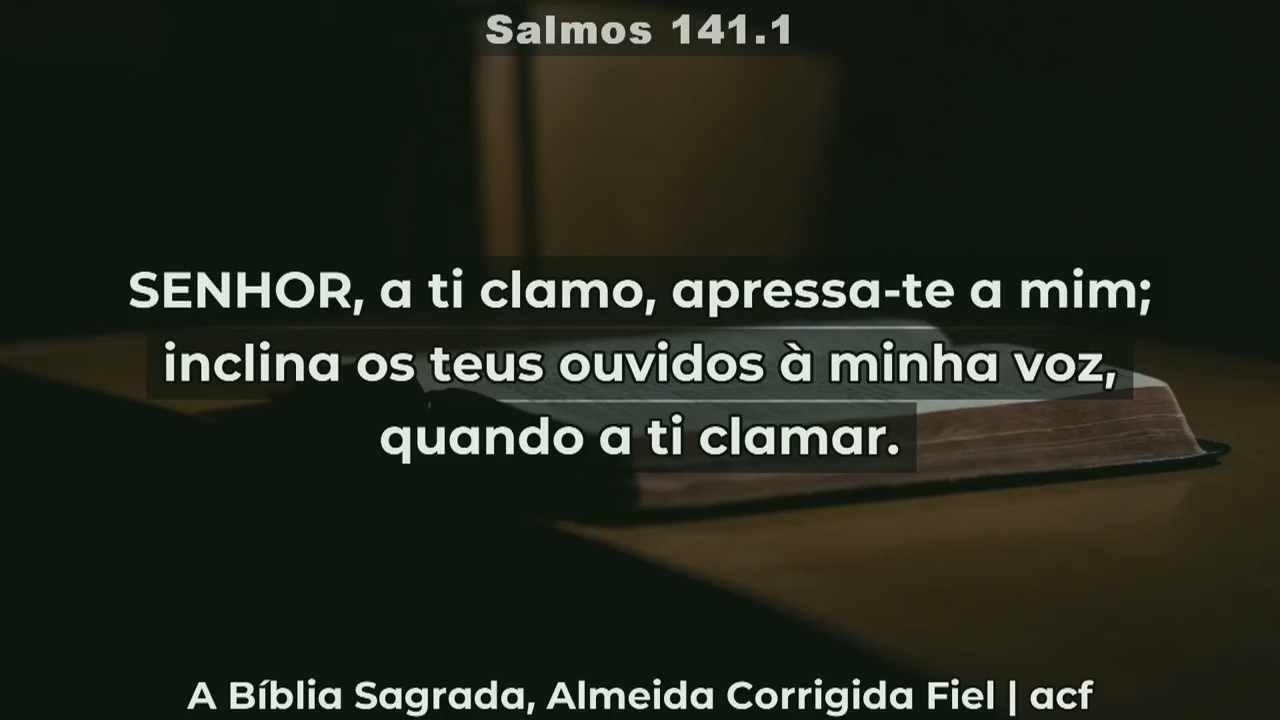 Salmos 141.1
SENHOR, a ti clamo, apressa-te a mim;
inclina os teus ouvidos à minha voz,
quando a ti clamar.
A Bíblia Sagrada, Almeida Corrigida Fiel | acf